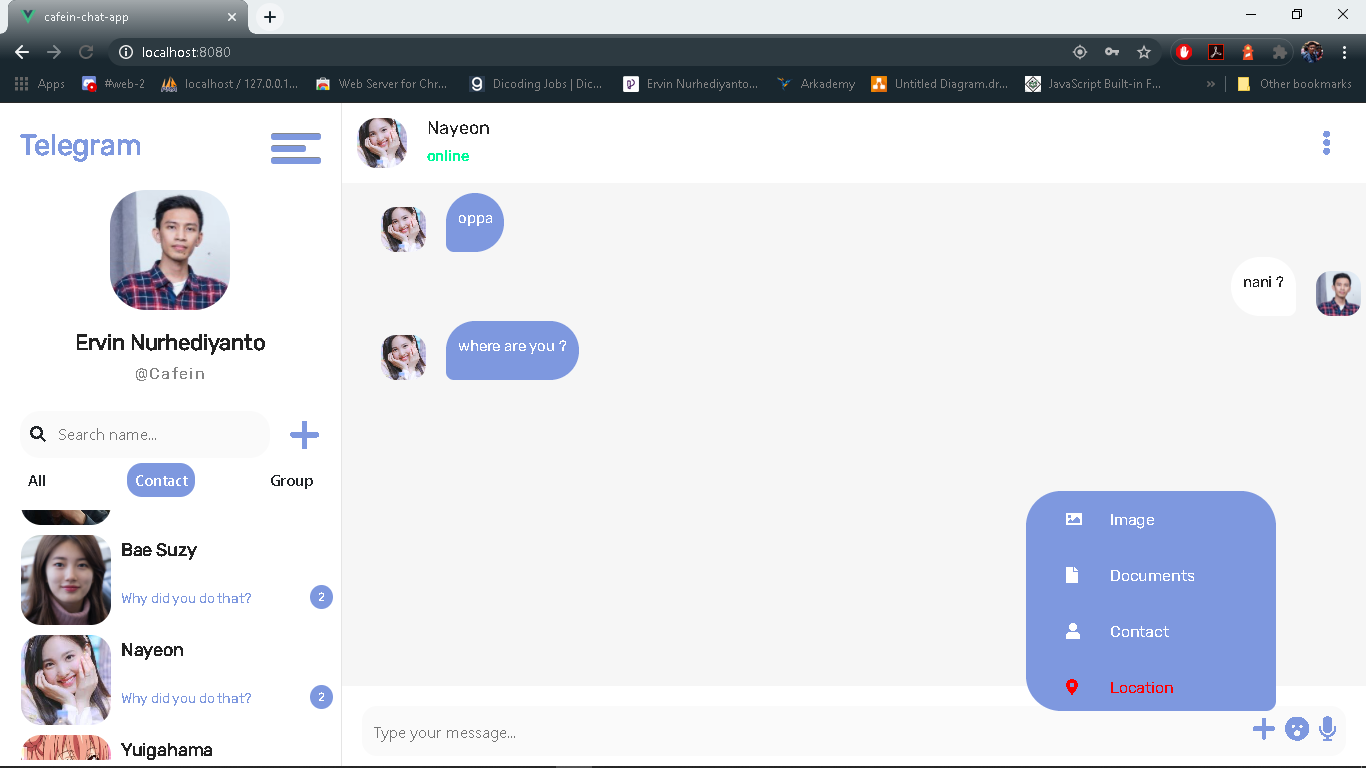 cafein-chat-app
localhost:8080
Apps
#web-2
localhost / 127.0.0.1...
Web Server for Chr...
Dicoding Jobs | Dic...
Ervin Nurhediyanto...
Arkademy
Untitled Diagram.dr...
JavaScript Built-in F...
»
Other bookmarks
Telegram
Ervin Nurhediyanto
@Cafein
Search name...
All
Contact
Group
Bae Suzy
Why did you do that?
2
Nayeon
Why did you do that?
2
Yuigahama
Nayeon
online
oppa
nani ?
where are you ?
Image
Documents
Contact
Location
Type your message...